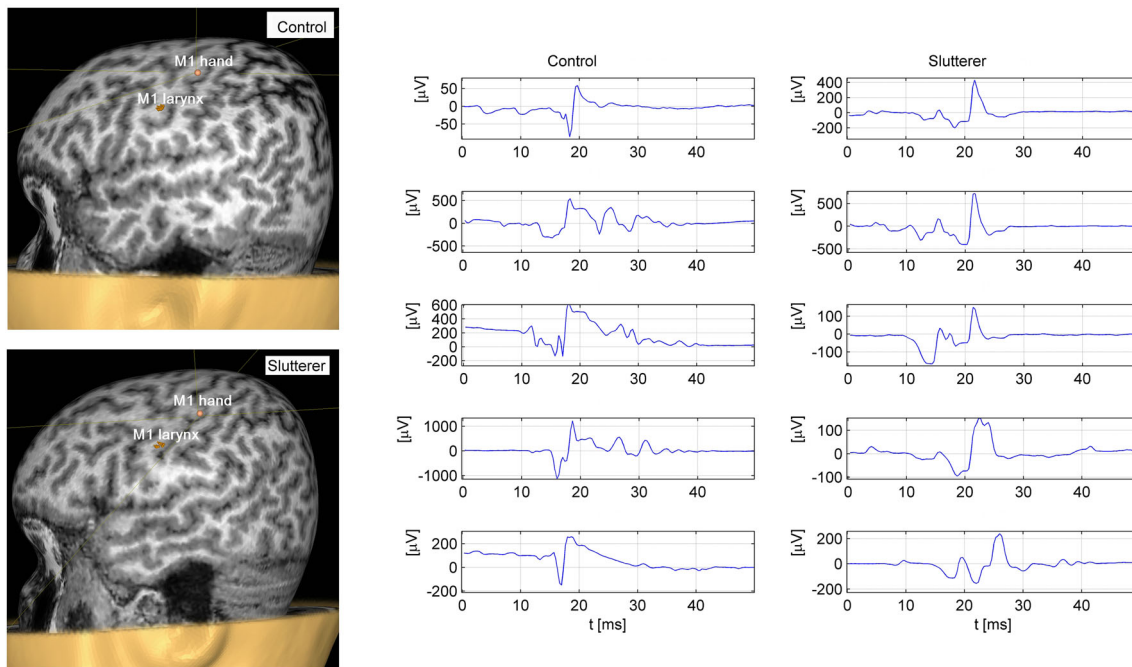 Control
M1 hand
M1 larynx
Slutterer
M1 hand
M1 larynx
Control
[µV]
50
0
-50
0 10 20 30 40
[µV]
500
0
-500
0 10 20 30 40
[µV]
600
400
200
0
-200
0 10 20 30 40
[µV]
1000
0
-1000
0 10 20 30 40
[µV]
200
0
-200
0 10 20 30 40
t [ms]
Slutterer
[µV]
400
200
0
-200
0 10 20 30 40
[µV]
500
0
-500
0 10 20 30 40
[µV]
100
0
-100
0 10 20 30 40
[µV]
100
0
-100
0 10 20 30 40
[µV]
200
0
-200
0 10 20 30 40
t [ms]